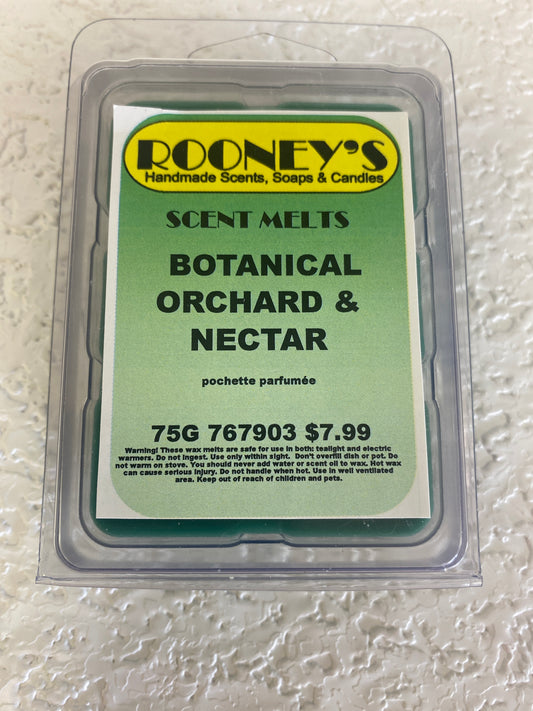 ROONEY'S
Handmade Scents, Soaps & Candles
SCENT MELTS
BOTANICAL
ORCHARD &
NECTAR
pochette parfumée
75G 767903 $7.99
Warning! These wax melts are safe for use in both: tealight and electric
warmers. Do not ingest. Use only within sight. Don't overfill dish or pot. Do
not warm on stove. You should never add water or scent oil to wax. Hot wax
can cause serious injury. Do not handle when hot. Use in well ventilated
area. Keep out of reach of children and pets.